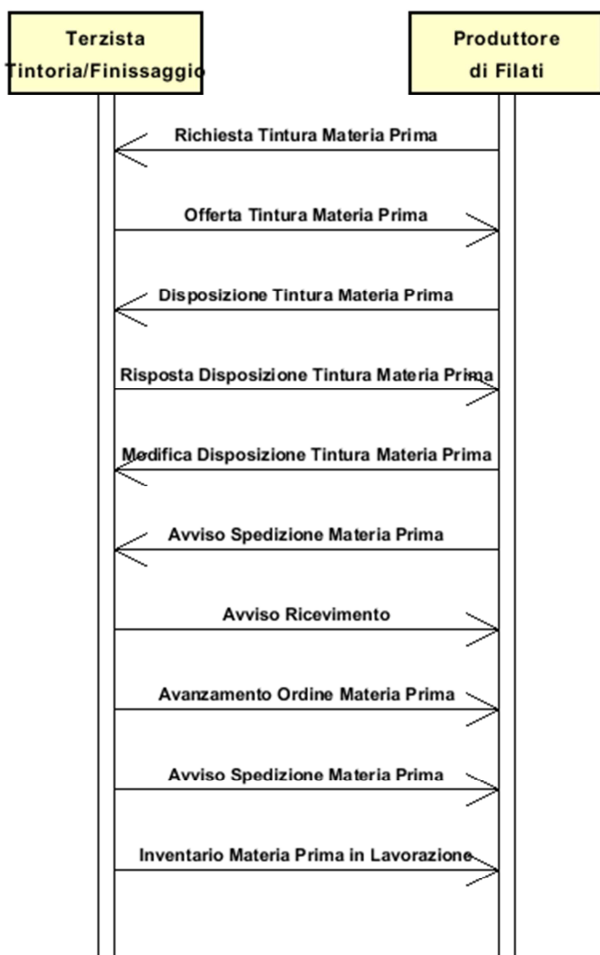 Terzista
Tintoria/Finissaggio
Produttore
di Filati
Richiesta Tintura Materia Prima
Offerta Tintura Materia Prima
Disposizione Tintura Materia Prima
Risposta Disposizione Tintura Materia Prima
Modifica Disposizione Tintura Materia Prima
Avviso Spedizione Materia Prima
Avviso Ricevimento
Avanzamento Ordine Materia Prima
Avviso Spedizione Materia Prima
Inventario Materia Prima in Lavorazione